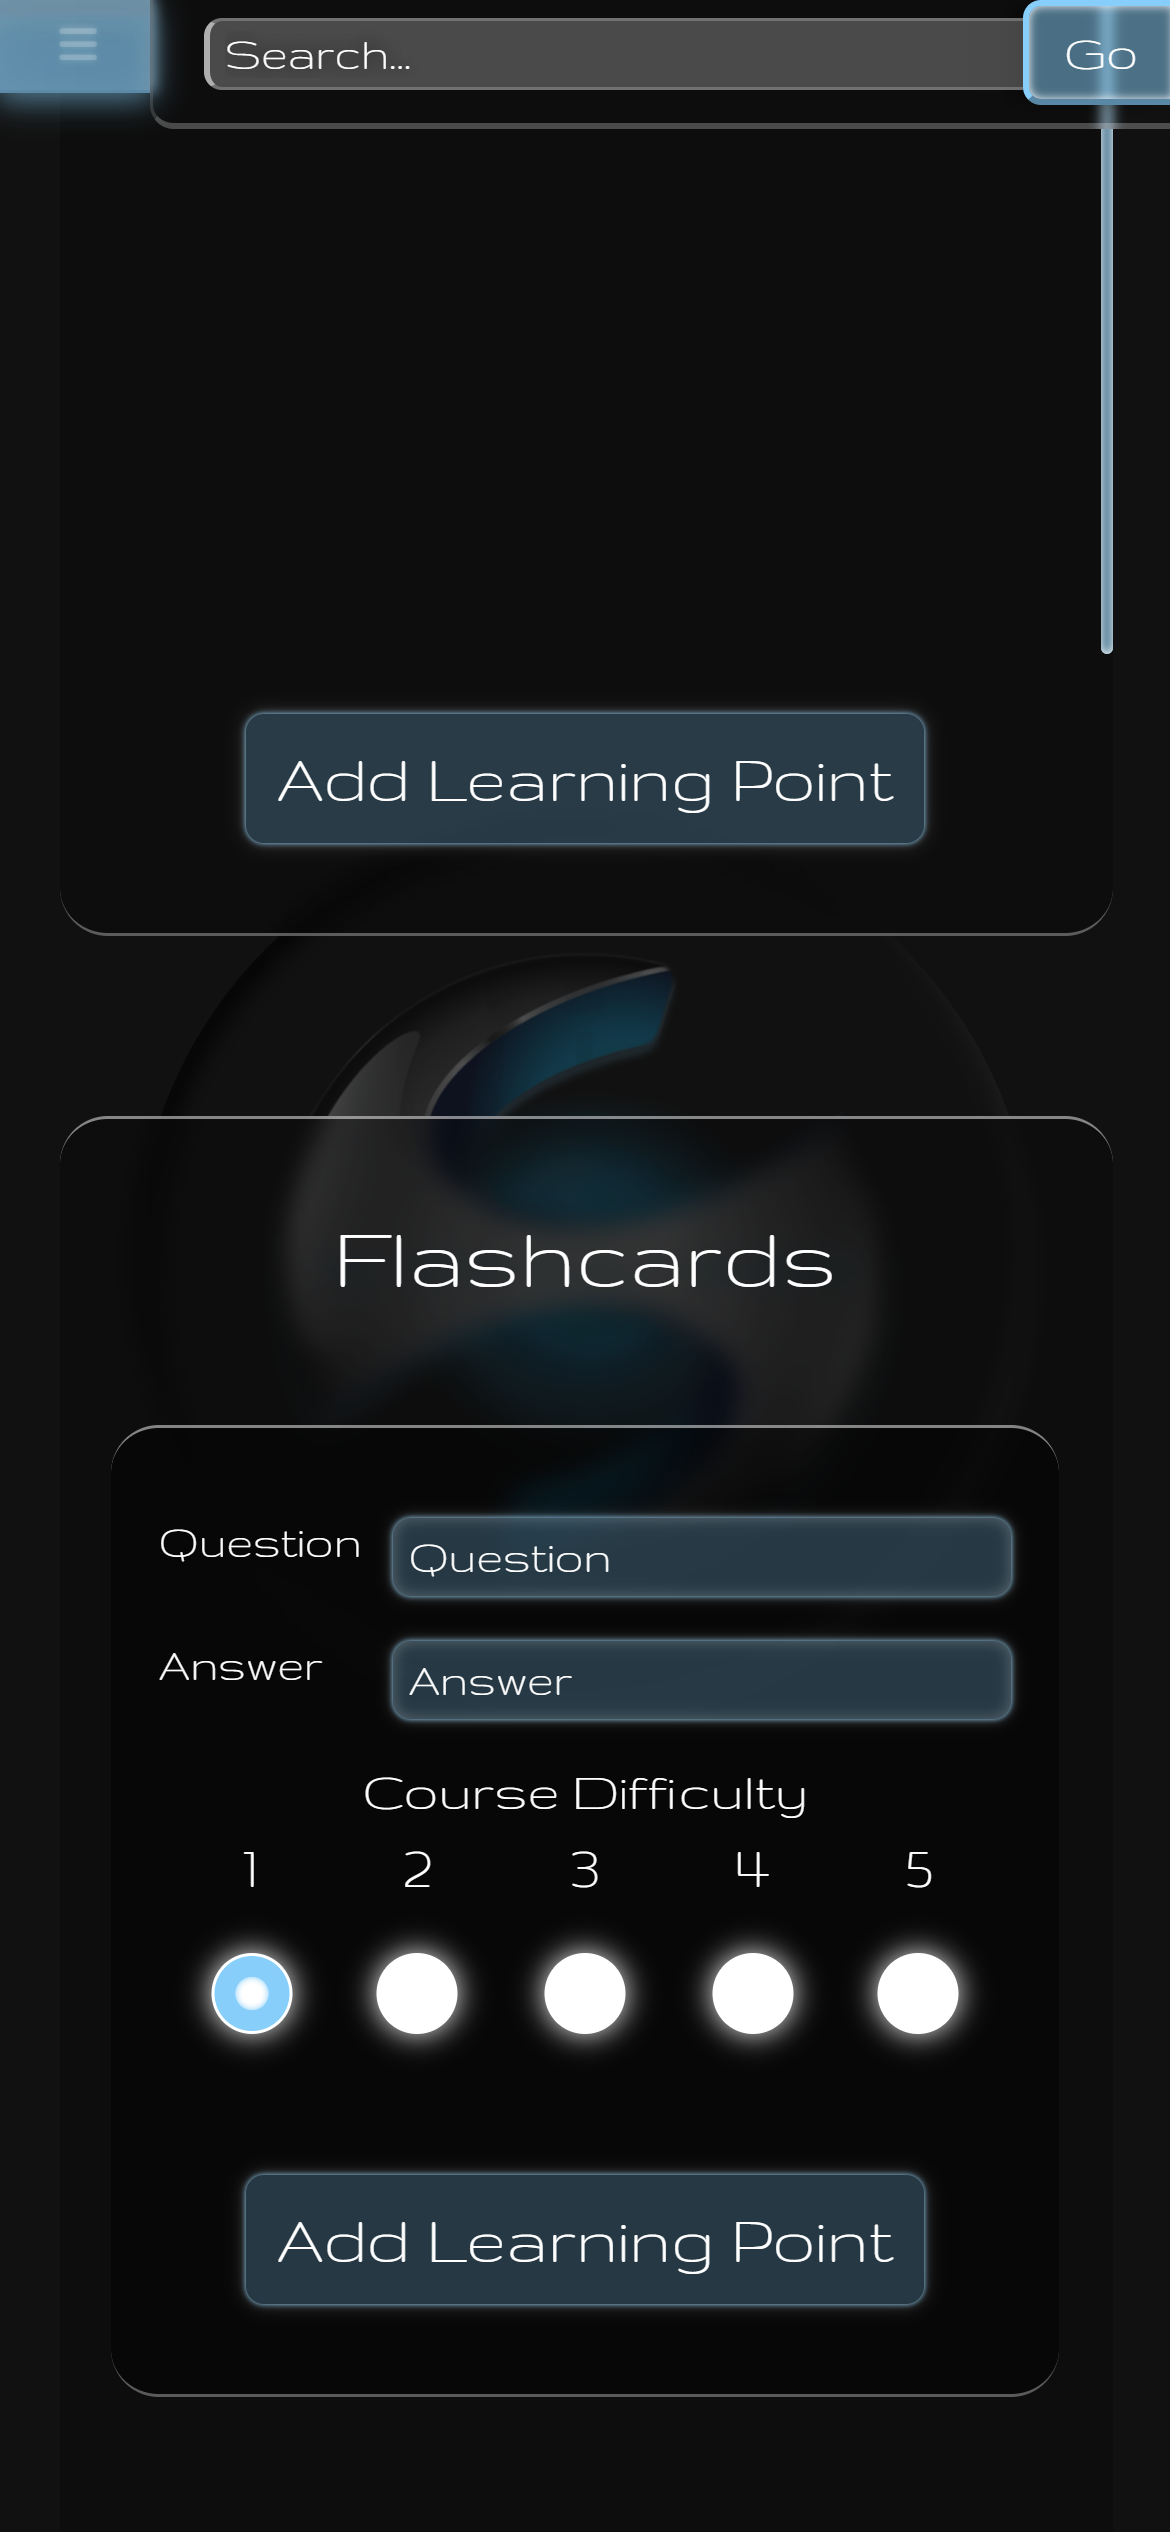 Search...
Go
Add Learning Point
Flashcards
Question
Question
Answer
Answer
Course Difficulty
1 2 3 4 5
Add Learning Point